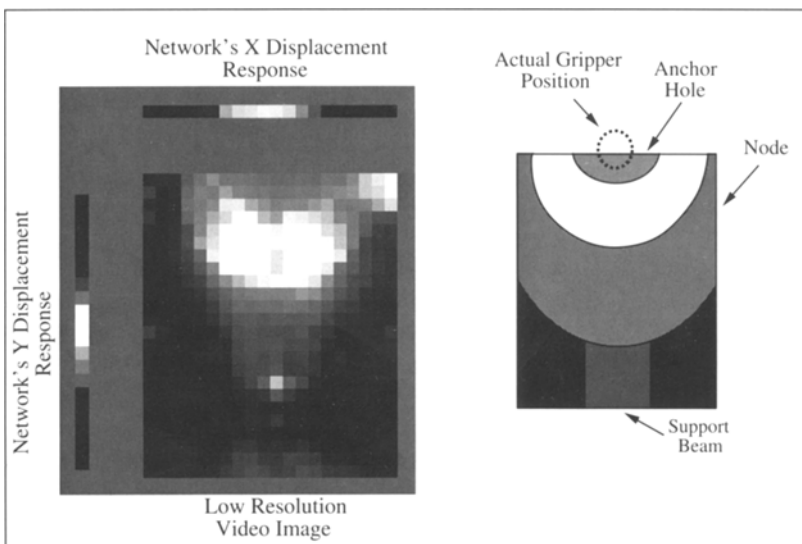 Network's X Displacement
Response
Network's Y Displacement
Response
Low Resolution
Video Image
Actual Gripper
Position
Anchor
Hole
Node
Support
Beam